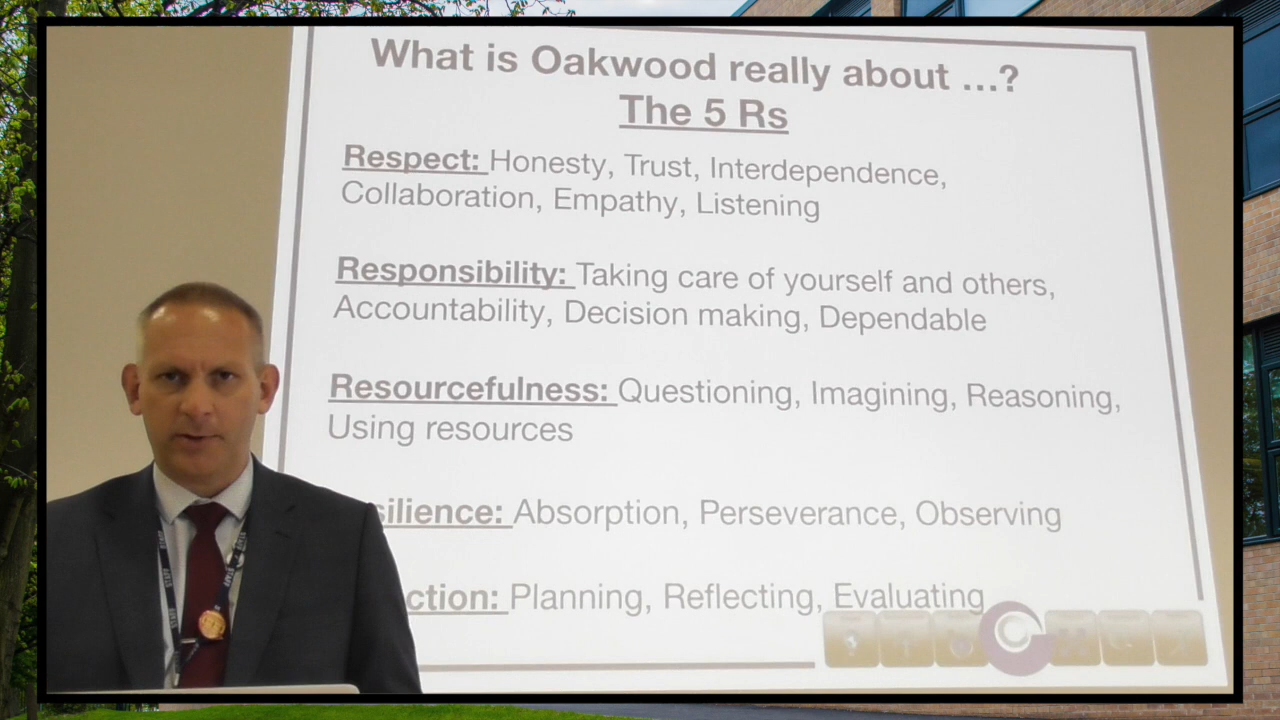 What is Oakwood really about ...?
The 5 Rs
Respect: Honesty, Trust, Interdependence,
Collaboration, Empathy, Listening
Responsibility: Taking care of yourself and others,
Accountability, Decision making, Dependable
Resourcefulness: Questioning, Imagining, Reasoning,
Using resources
silience: Absorption, Perseverance, Observing
ction: Planning, Reflecting, Evaluating